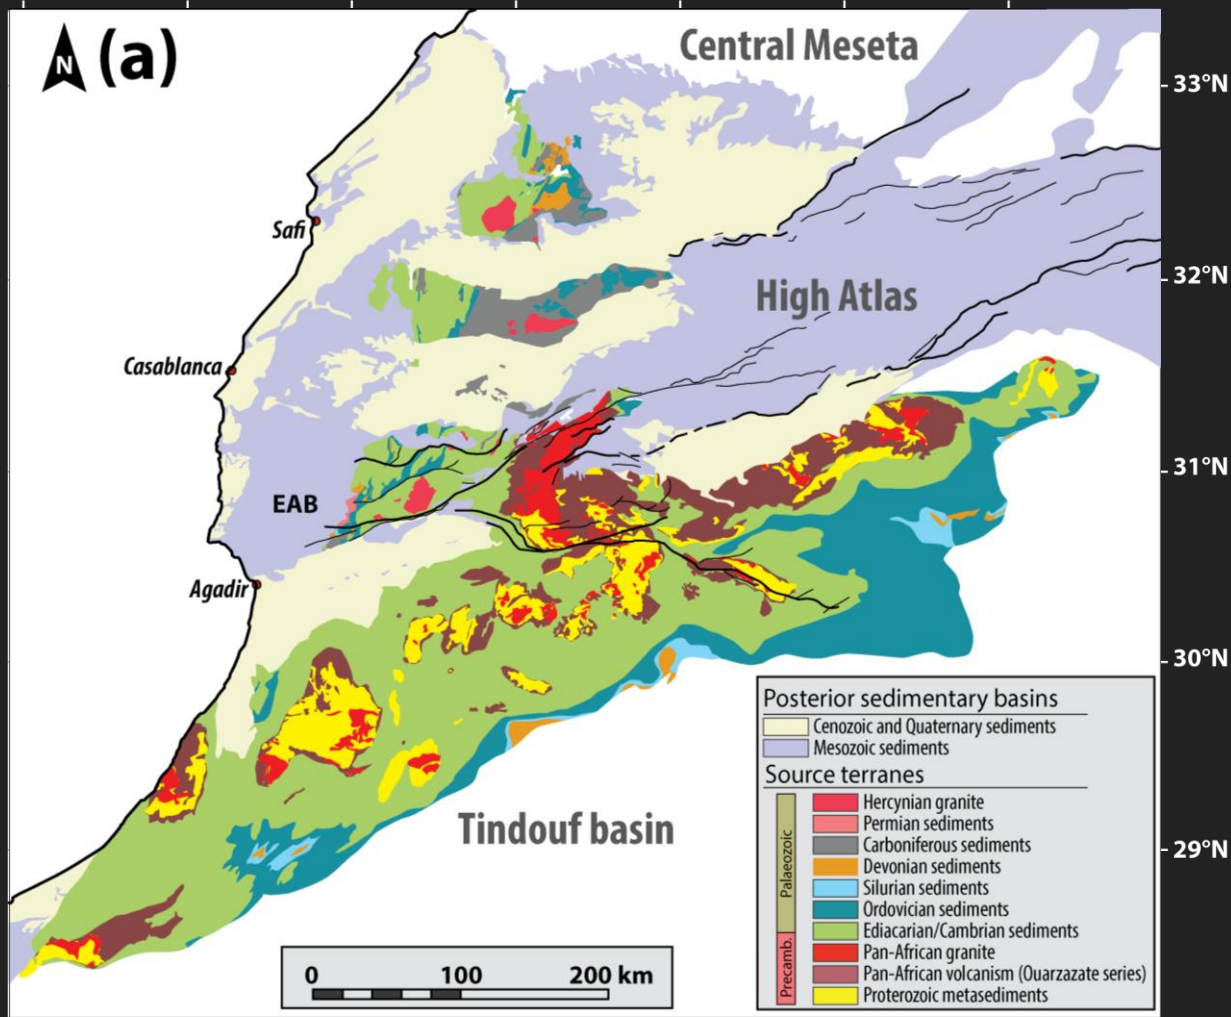 N
(a)
Central Meseta
33°N
Safi
32°N
High Atlas
Casablanca
31°N
EAB
Agadir
30°N
Posterior sedimentary basins
Cenozoic and Quaternary sediments
Mesozoic sediments
Source terranes
Palaeozoic
Hercynian granite
Permian sediments
Carboniferous sediments
Devonian sediments
Silurian sediments
Ordovician sediments
Ediacarian/Cambrian sediments
Precamb.
Pan-African granite
Pan-African volcanism (Ouarzazate series)
Proterozoic metasediments
Tindouf basin
29°N
0 100 200 km